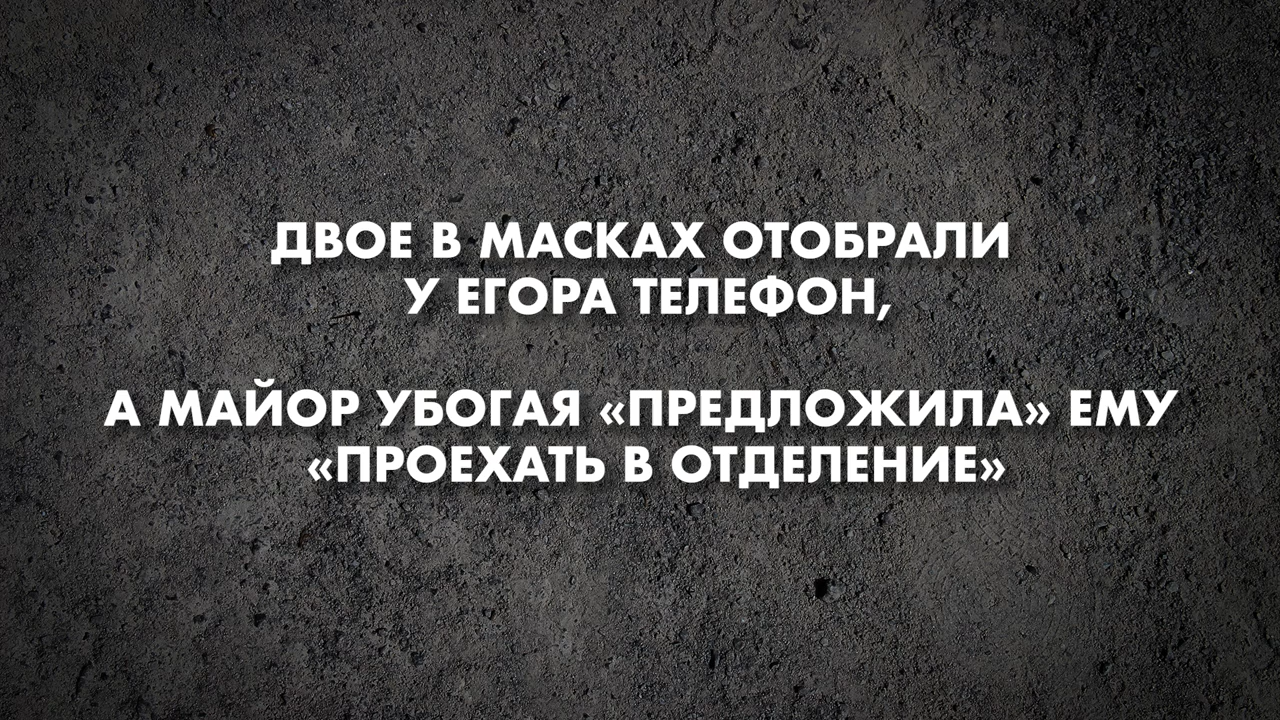 ДВОЕ В МАСКАХ ОТОБРАЛИ
У ЕГОРА ТЕЛЕФОН,
А МАЙОР УБОГАЯ «ПРЕДЛОЖИЛА» ЕМУ
«ПРОЕХАТЬ В ОТДЕЛЕНИЕ»